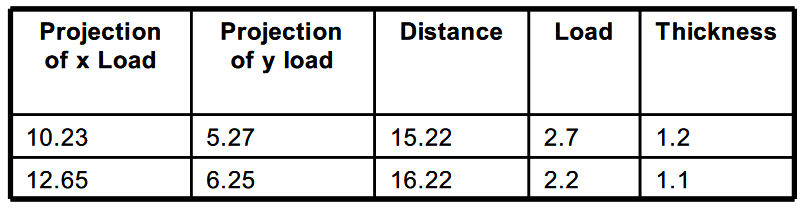 Projection of x Load
Projection of y load
Distance
Load
Thickness
10.23 5.27 15.22 2.7 1.2
12.65 6.25 16.22 2.2 1.1